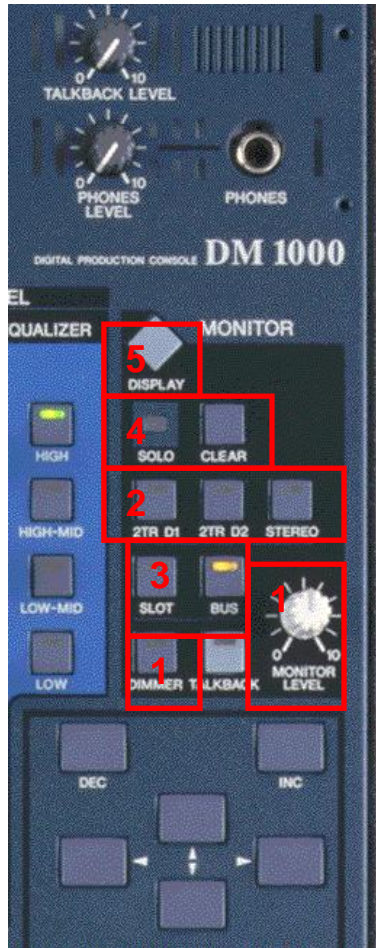 0 10
TALKBACK LEVEL
0 10
PHONES
LEVEL
PHONES
DIGITAL PRODUCTION CONSOLE DM 1000
EL
QUALIZER
MONITOR
5
DISPLAY
4
HIGH
SOLO
CLEAR
2
HIGH-MID
2TR D1
2TR D2
STEREO
3
1
LOW-MID
SLOT
BUS
0 10
1
LOW
DIMMER
TALKBACK
MONITOR
LEVEL
DEC
INC